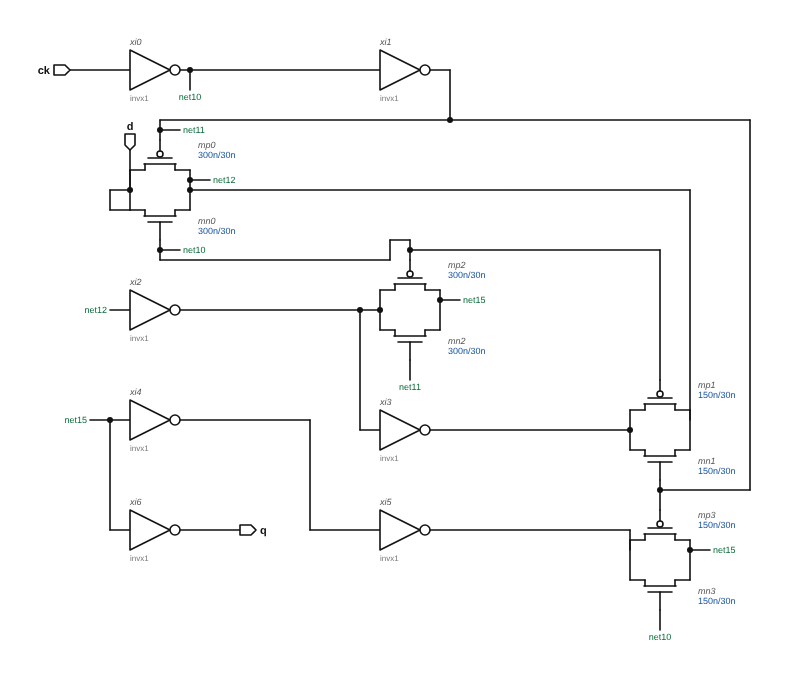 xi0
xi1
ck
invx1
net10
invx1
d
net11
mp0
300n/30n
net12
mn0
300n/30n
net10
mp2
300n/30n
xi2
net12
net15
invx1
mn2
300n/30n
net11
mp1
150n/30n
xi4
xi3
net15
invx1
invx1
mn1
150n/30n
xi6
xi5
mp3
150n/30n
q
net15
invx1
invx1
mn3
150n/30n
net10